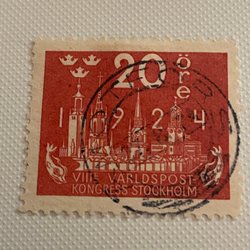 20 öre
1924
VIII. VÄRLDSPOST-
KONGRESS STOCKHOLM